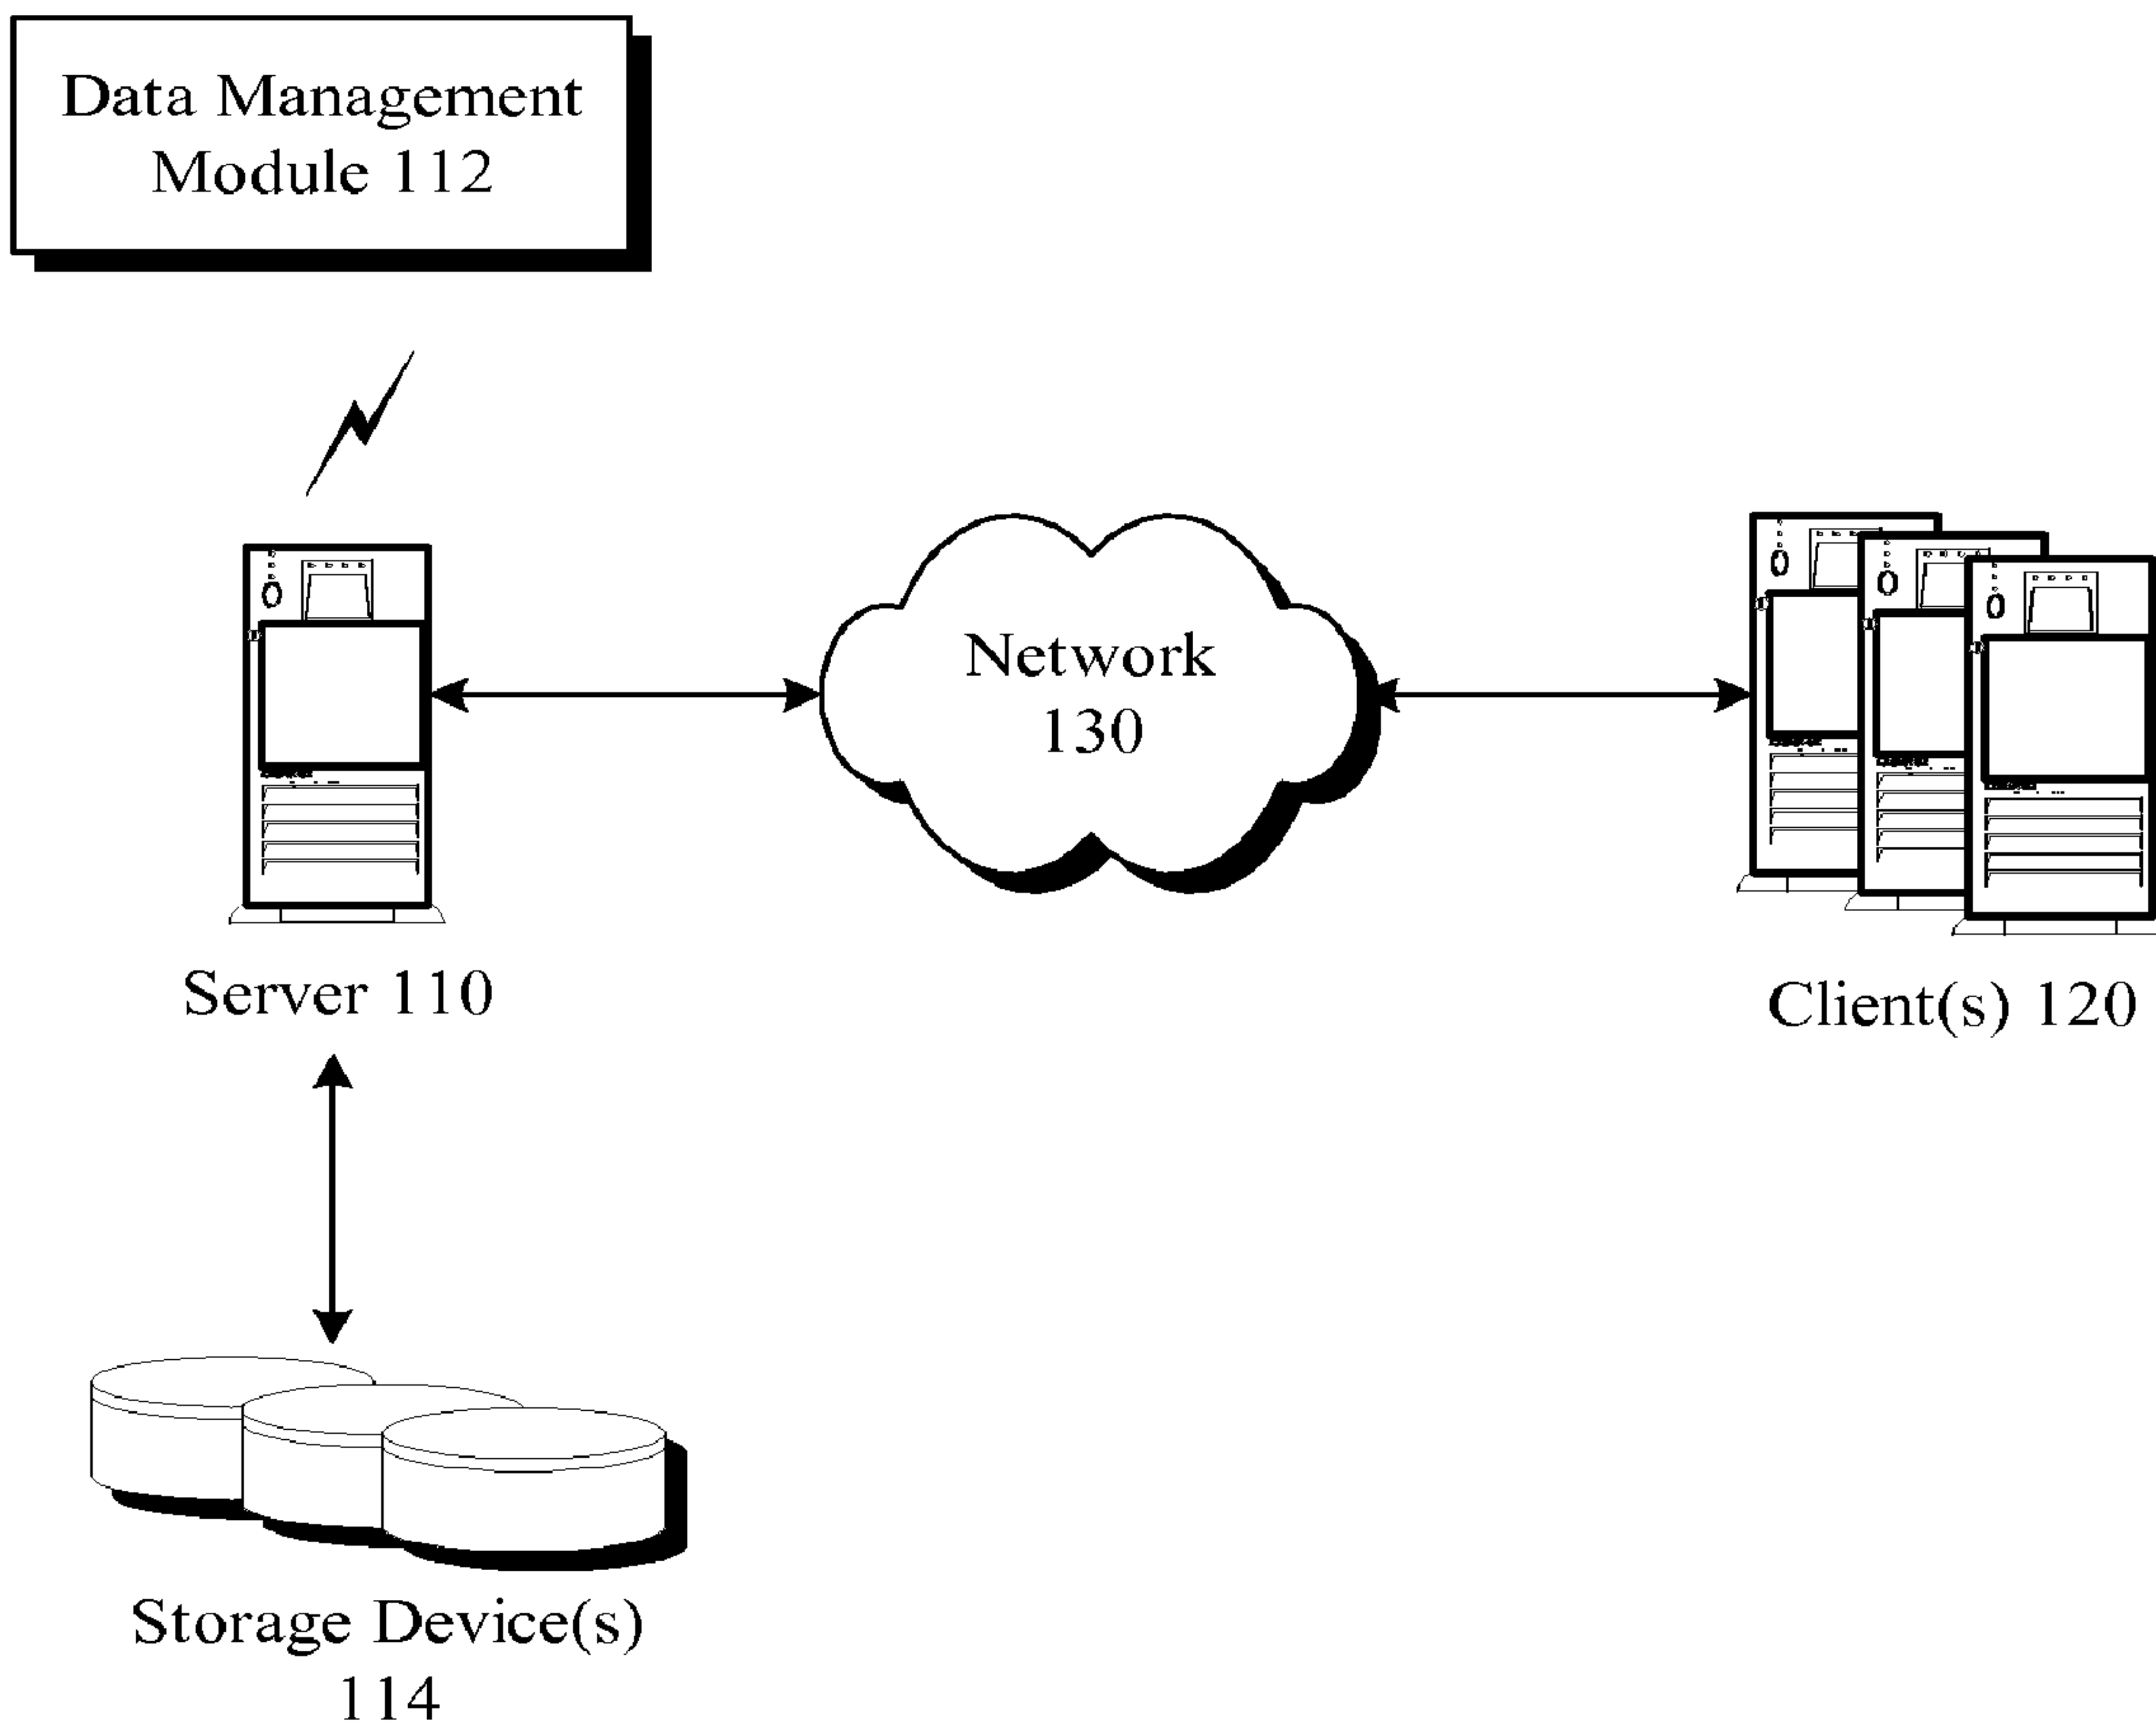 Data Management
Module 112
Network
130
Server 110
Client(s) 120
Storage Device(s)
114